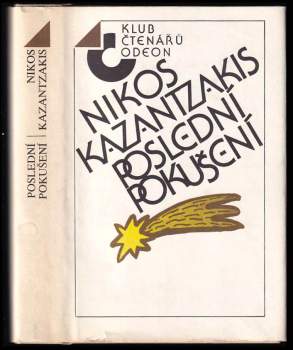 POSLEDNÍ POKUŠENÍ
NIKOS KAZANTZAKIS
KLUB
ČTENÁŘŮ
ODEON
NIKOS
KAZANTZAKIS
POSLEDNÍ
POKUŠENÍ